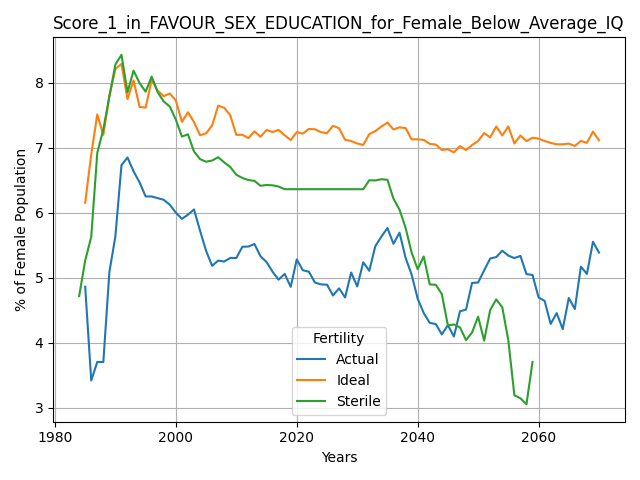 Score_1_in_FAVOUR_SEX_EDUCATION_for_Female_Below_Average_IQ
% of Female Population
8
7
6
5
4
3
Fertility
Actual
Ideal
Sterile
1980
2000
2020
2040
2060
Years